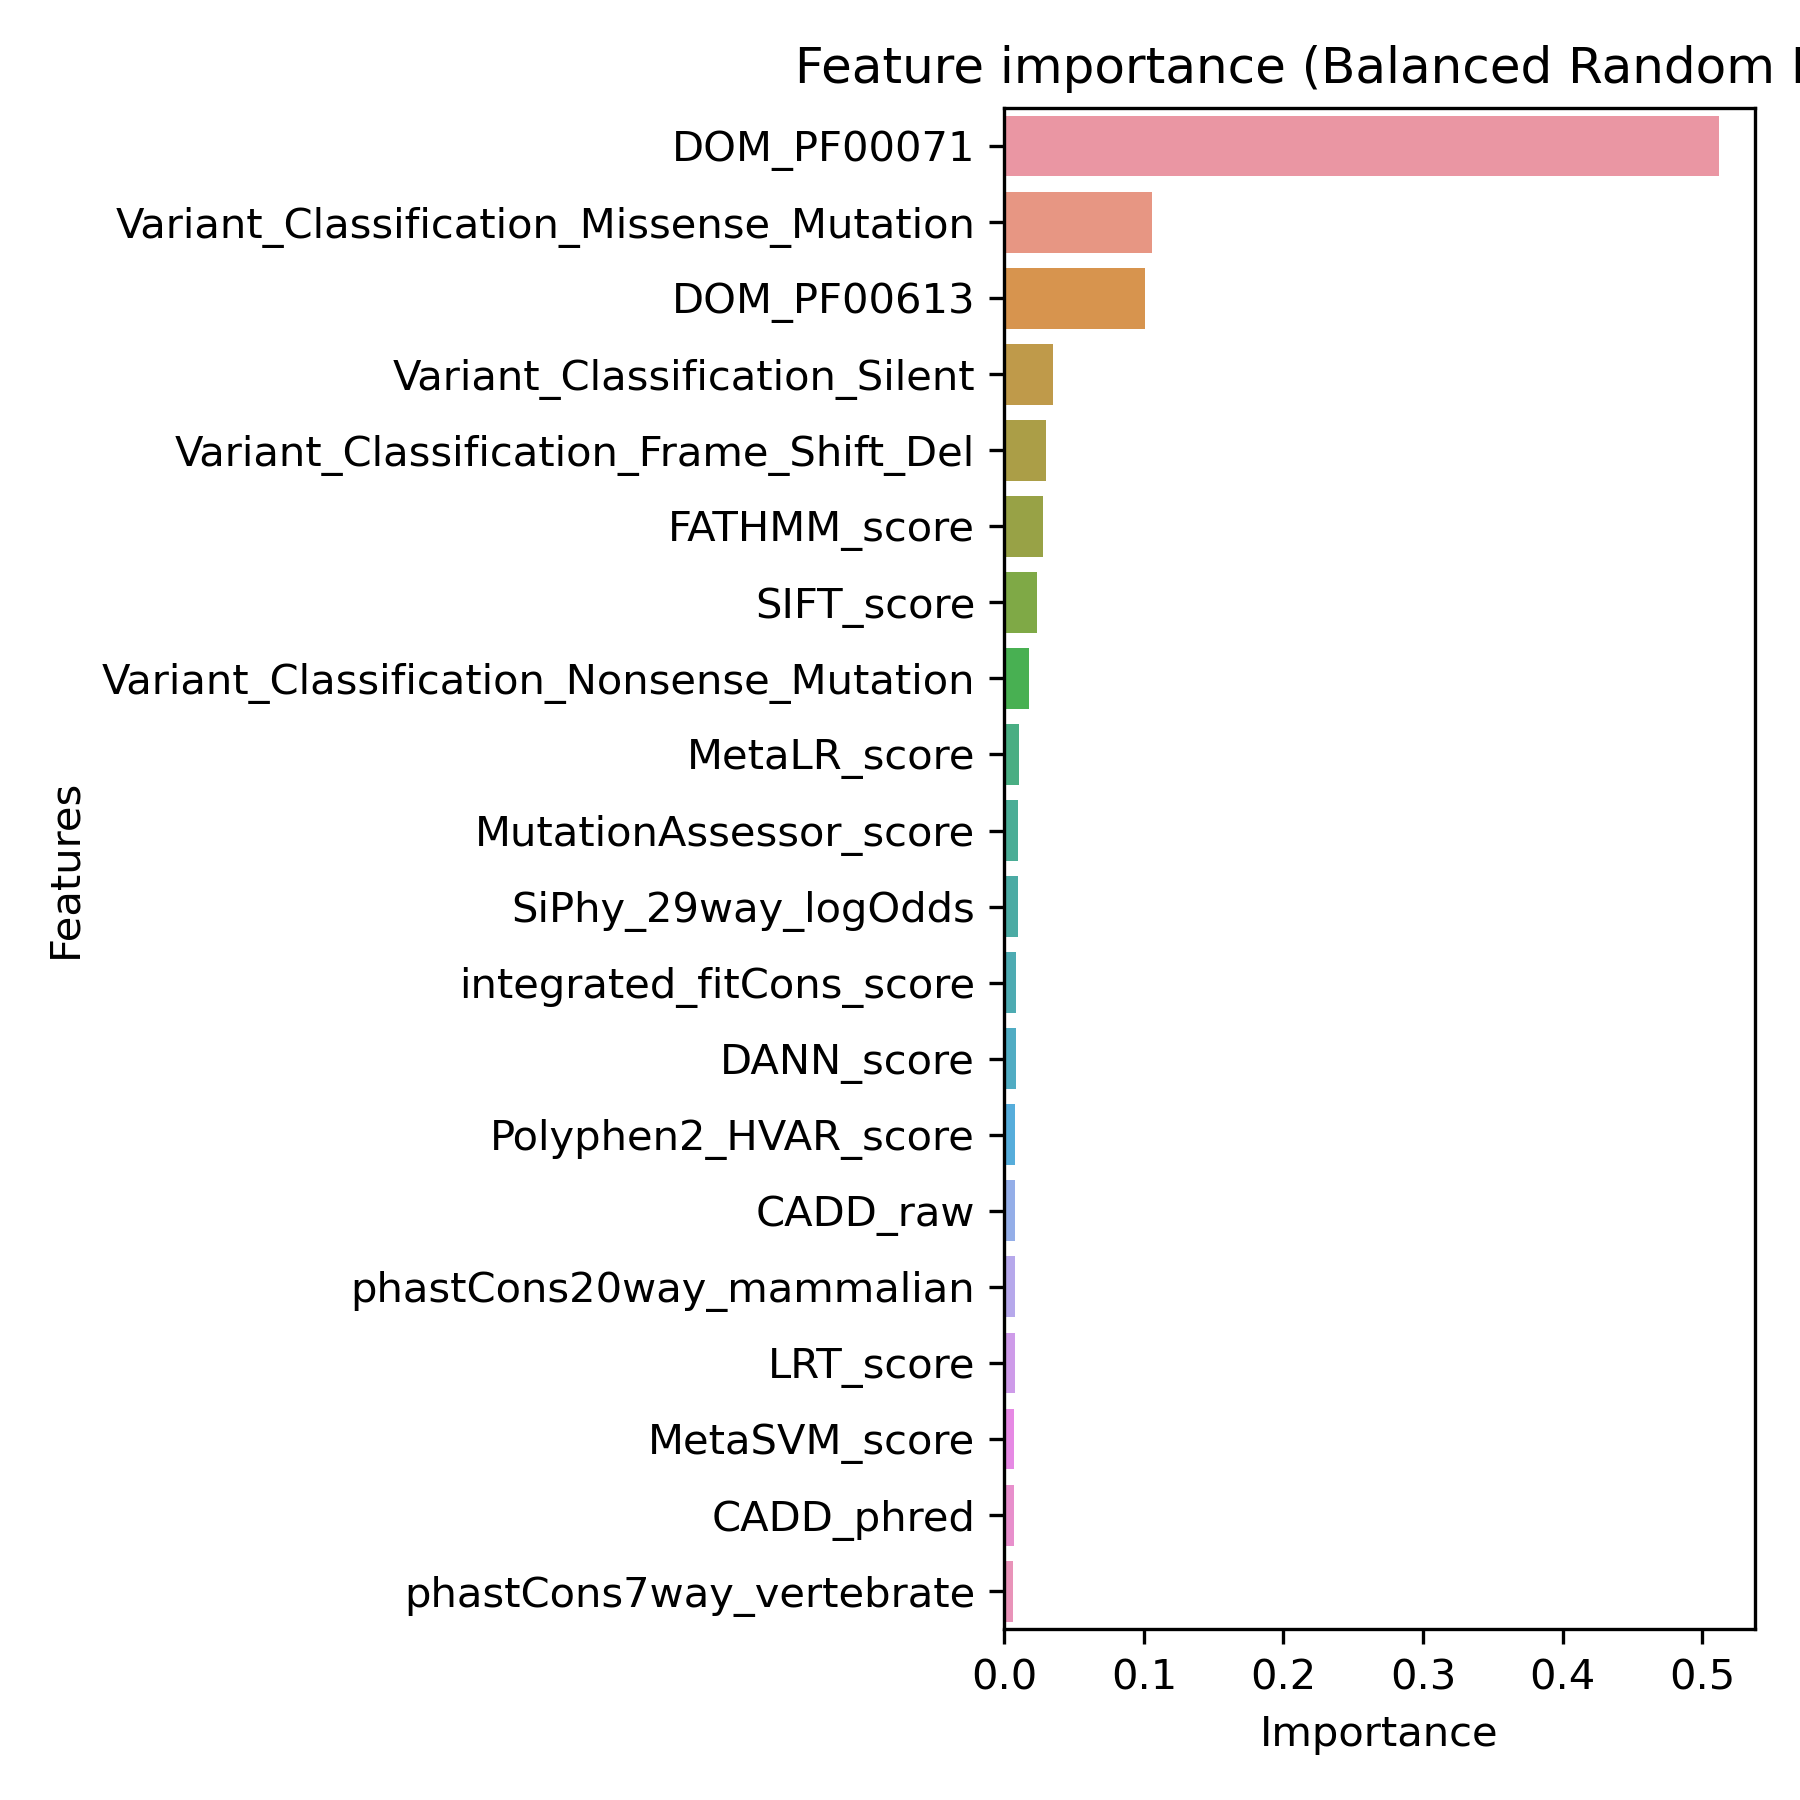 Feature importance (Balanced Random
DOM_PF00071
Variant_Classification_Missense_Mutation
DOM_PF00613
Variant_Classification_Silent
Variant_Classification_Frame_Shift_Del
FATHMM_score
SIFT_score
Variant_Classification_Nonsense_Mutation
MetaLR_score
MutationAssessor_score
SiPhy_29way_logOdds
integrated_fitCons_score
DANN_score
Polyphen2_HVAR_score
CADD_raw
phastCons20way_mammalian
LRT_score
MetaSVM_score
CADD_phred
phastCons7way_vertebrate
Features
0.0 0.1 0.2 0.3 0.4 0.5
Importance